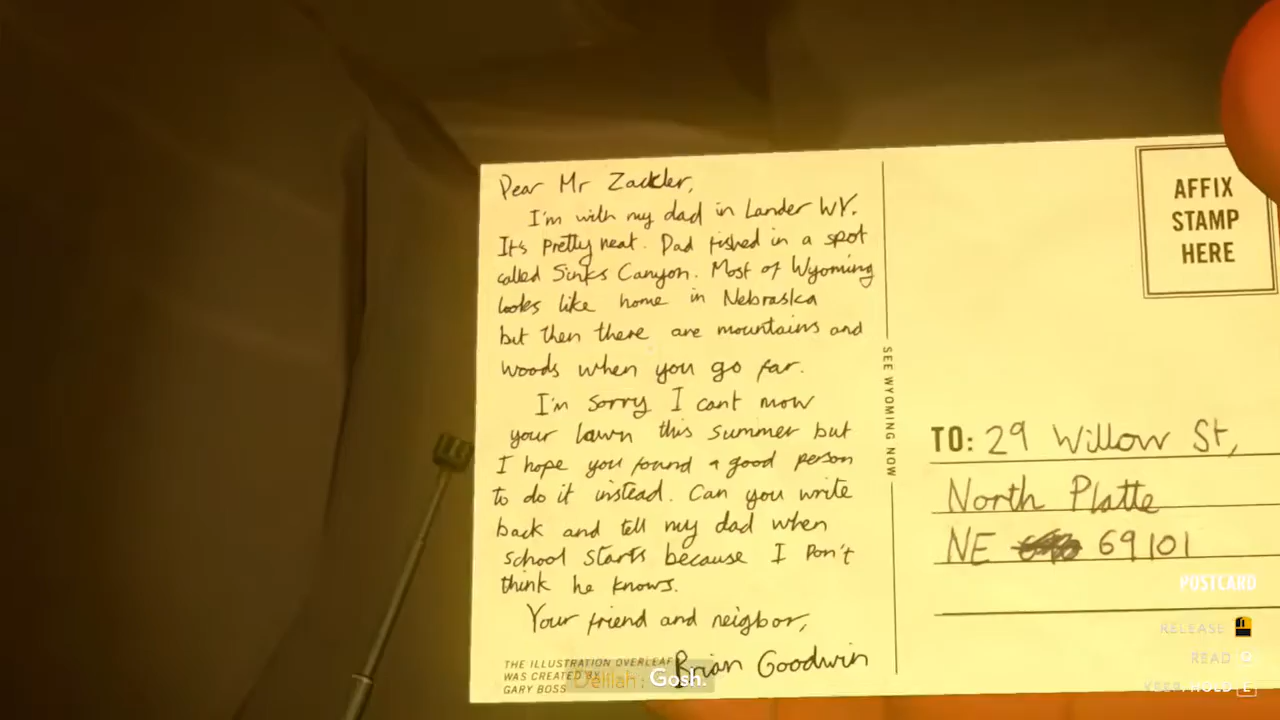 Dear Mr Zackler,
I'm with my dad in Lander WY.
It's pretty neat. Dad fished in a spot
called Sinks Canyon. Most of Wyoming
looks like home in Nebraska
but then there are mountains and
woods when you go far.
I'm sorry I cant mow
your lawn this summer but
I hope you found a good person
to do it instead. Can you write
back and tell my dad when
school starts because I Don't
think he knows.
Your friend and neigbor,
Brian Goodwin
THE ILLUSTRATION OVERLEAF
WAS CREATED BY
GARY BOSS
SEE WYOMING NOW
AFFIX
STAMP
HERE
TO: 29 Willow St,
North Platte
NE 69101
POSTCARD
RELEASE
READ
HOLD E
Delilah: Gosh.